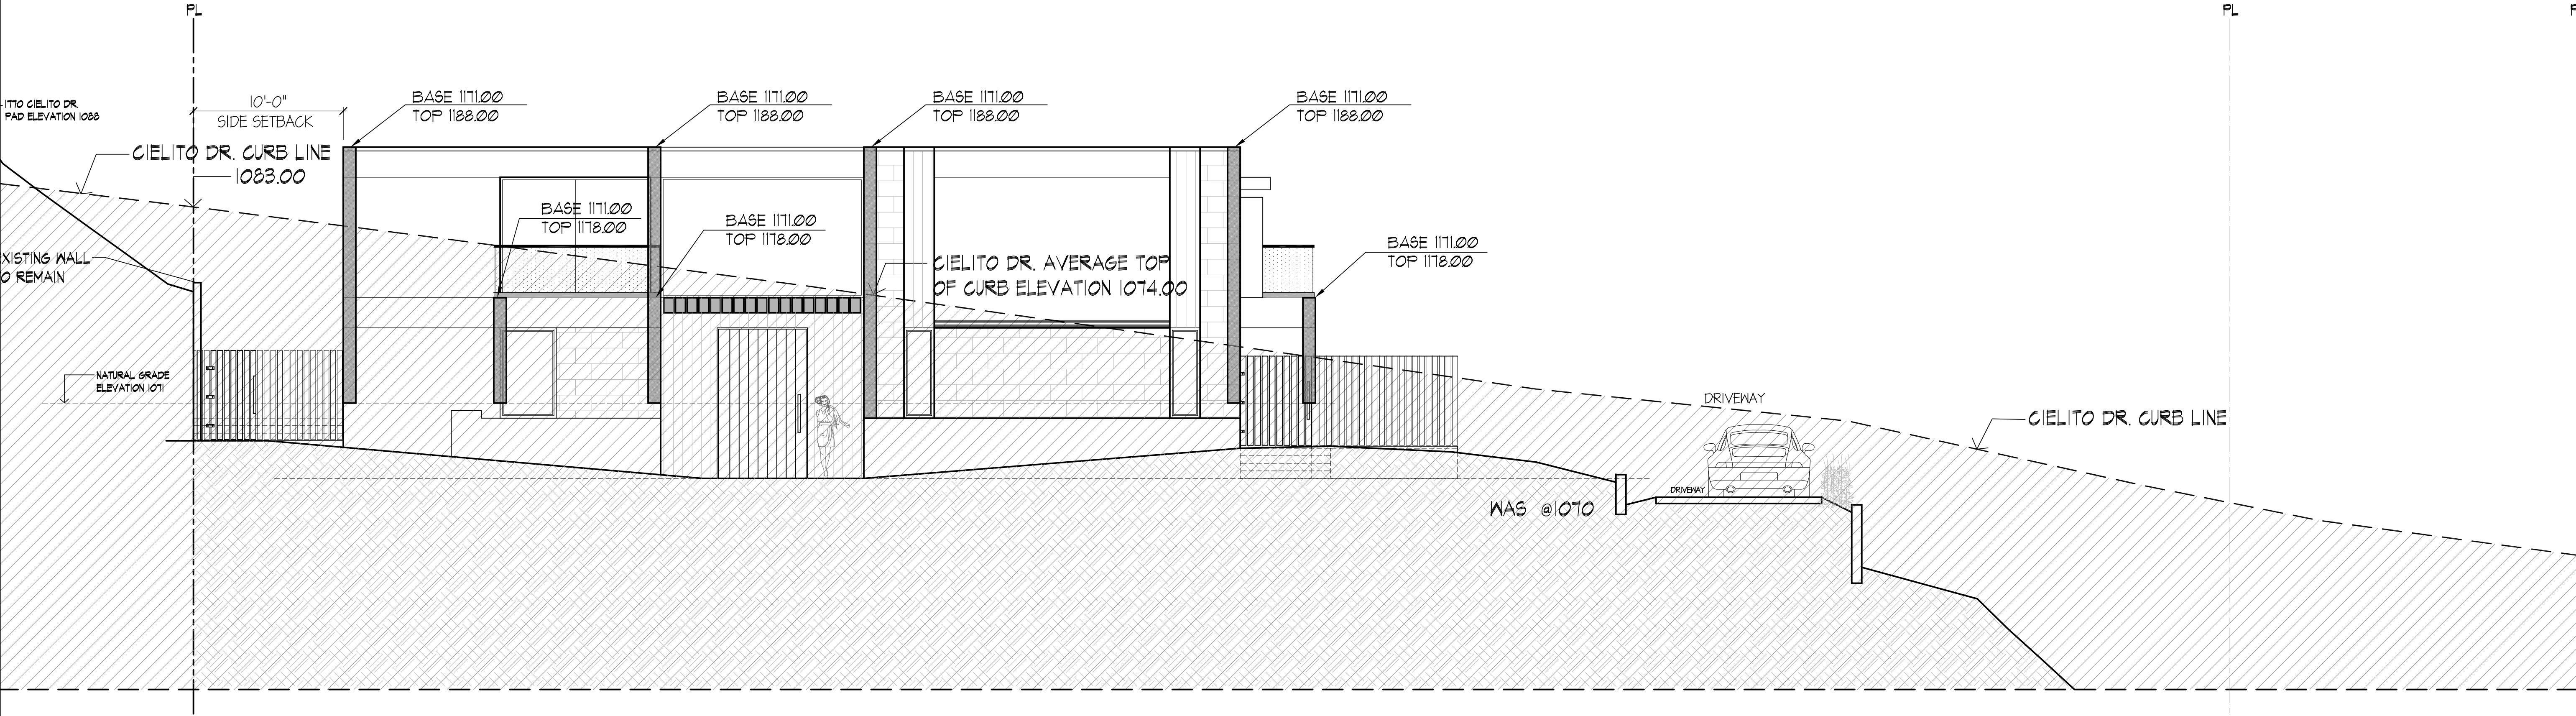 PL
PL
1770 CIELITO DR.
PAD ELEVATION 1088
10'-0"
SIDE SETBACK
BASE 1171.00
TOP 1188.00
BASE 1171.00
TOP 1188.00
BASE 1171.00
TOP 1188.00
BASE 1171.00
TOP 1188.00
CIELITO DR. CURB LINE
1083.00
BASE 1171.00
TOP 1178.00
BASE 1171.00
TOP 1178.00
BASE 1171.00
TOP 1178.00
XISTING WALL
O REMAIN
CIELITO DR. AVERAGE TOP
OF CURB ELEVATION 1074.00
NATURAL GRADE
ELEVATION 1071
DRIVEWAY
CIELITO DR. CURB LINE
DRIVEWAY
WAS @1070